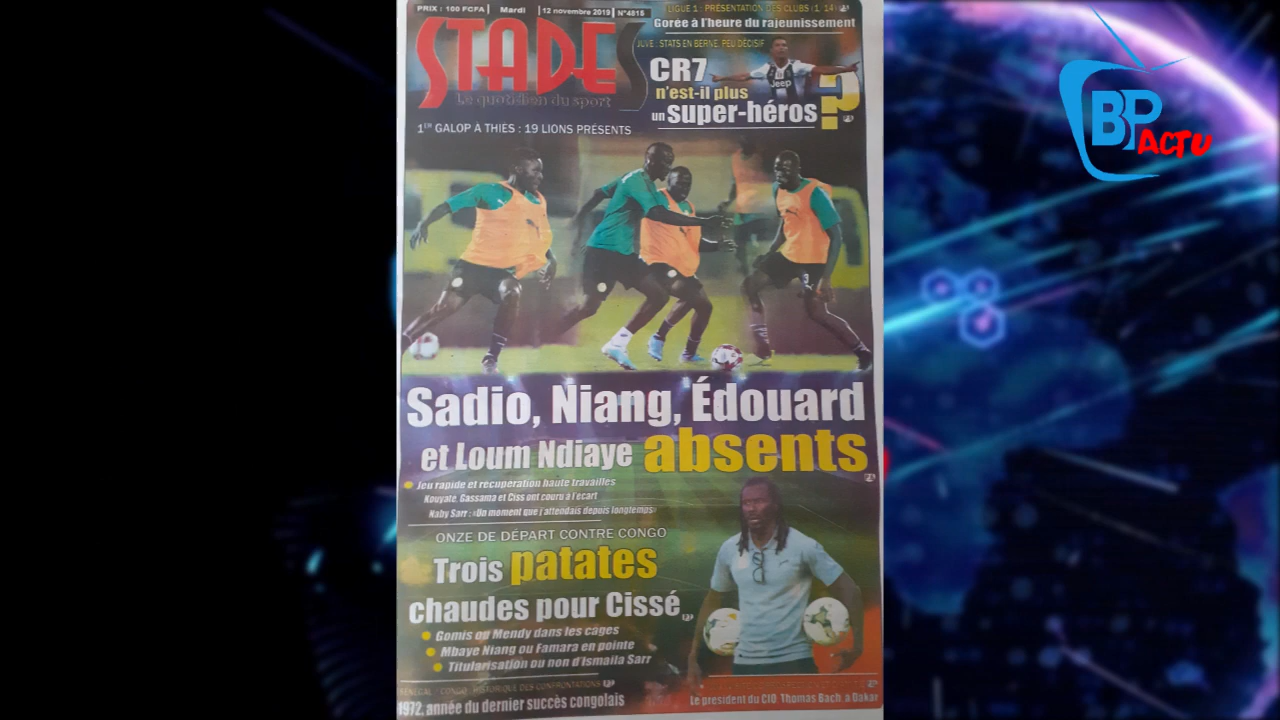 PRIX : 100 FCFA | Mardi | 12 novembre 2019 | N°4815
STADES
Le quotidien du sport
LIGUE 1 : PRÉSENTATION DES CLUBS (1/14)
Gorée à l'heure du rajeunissement
JUVE : STATS EN BERNE, PEU DÉCISIF
CR7
n'est-il plus
un super-héros ?
Jeep
BP ACTU
1ER GALOP À THIÈS : 19 LIONS PRÉSENTS
Sadio, Niang, Édouard
et Loum Ndiaye absents
Jeu rapide et récupération haute travaillés
Kouyaté, Gassama et Ciss ont couru à l'écart
Naby Sarr : «Un moment que j'attendais depuis longtemps»
ONZE DE DÉPART CONTRE CONGO
Trois patates
chaudes pour Cissé
Gomis ou Mendy dans les cages
Mbaye Niang ou Famara en pointe
Titularisation ou non d'Ismaïla Sarr
SÉNÉGAL / CONGO : HISTORIQUE DES CONFRONTATIONS
1972, année du dernier succès congolais
Le président du CIO, Thomas Bach, à Dakar